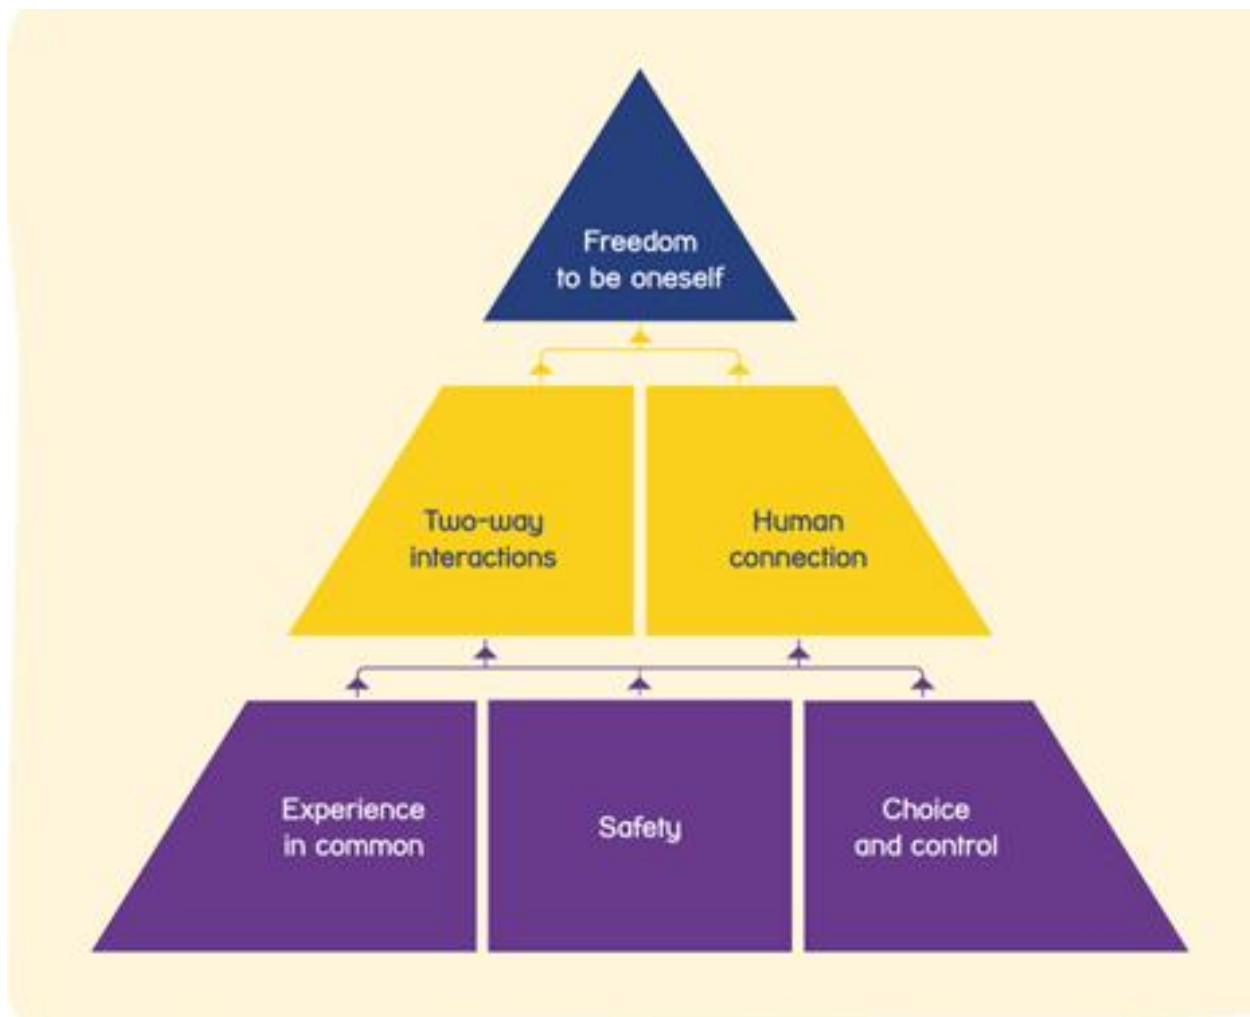 Freedom
to be oneself
Two-way
interactions
Human
connection
Experience
in common
Safety
Choice
and control